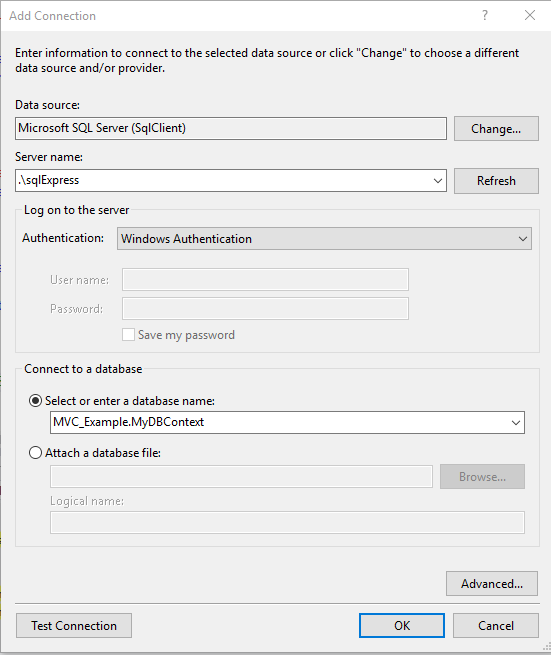 Add Connection
Enter information to connect to the selected data source or click "Change" to choose a different
data source and/or provider.
Data source:
Microsoft SQL Server (SqlClient)
Change...
Server name:
.\sqlExpress
Refresh
Log on to the server
Authentication:
Windows Authentication
User name:
Password:
Save my password
Connect to a database
Select or enter a database name:
MVC_Example.MyDBContext
Attach a database file:
Browse...
Logical name:
Advanced...
Test Connection
OK
Cancel